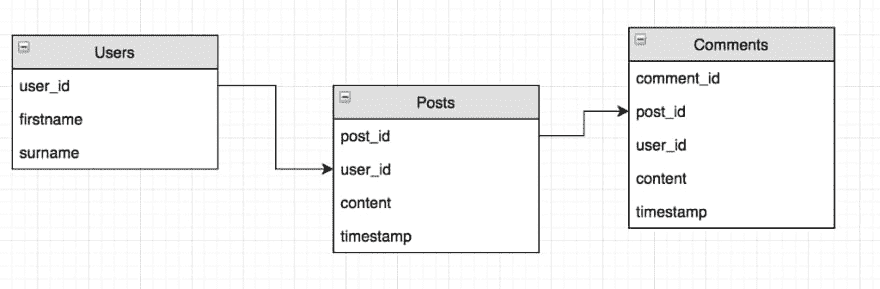 Users
user_id
firstname
surname
Posts
post_id
user_id
content
timestamp
Comments
comment_id
post_id
user_id
content
timestamp